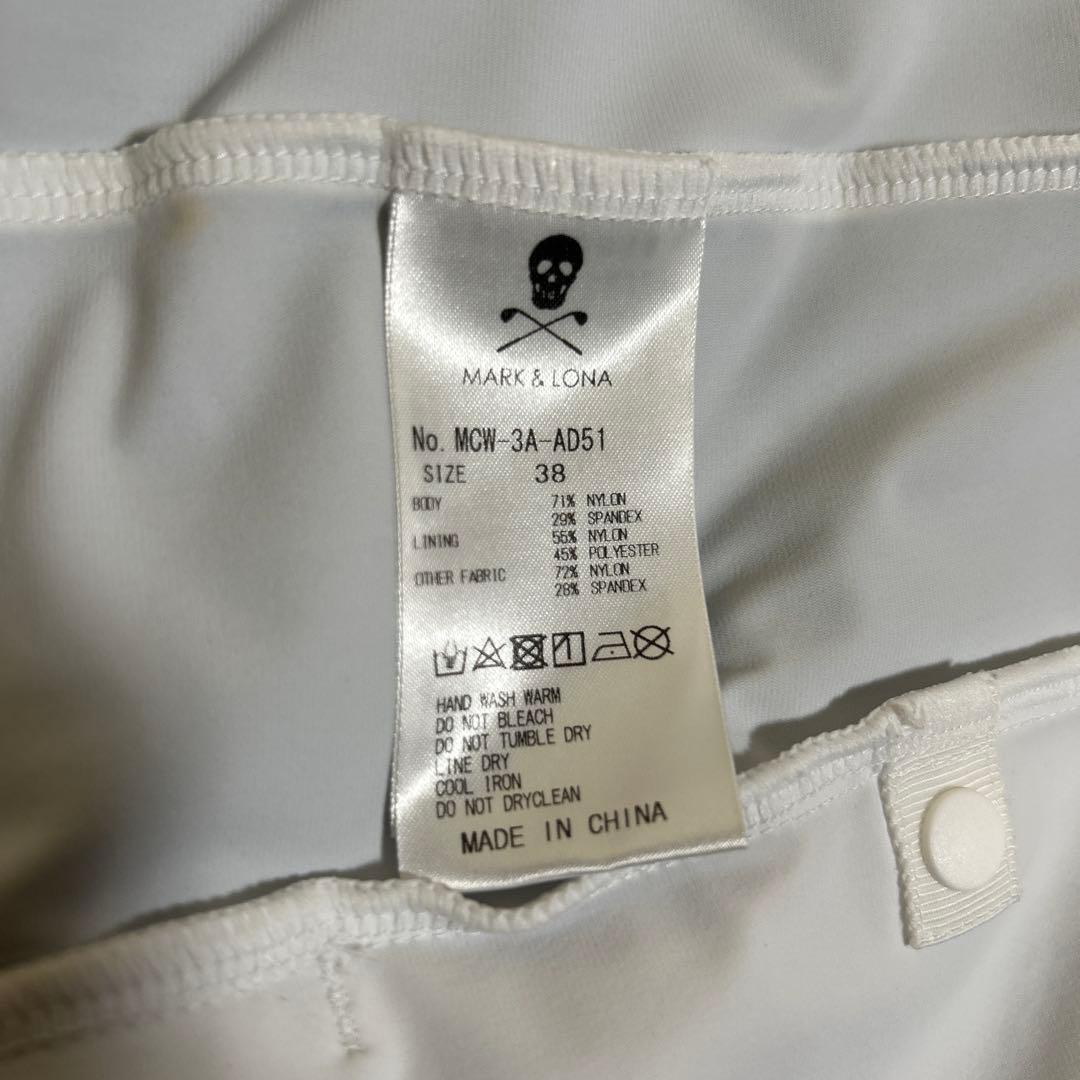 MARK & LONA
No. MCW-3A-AD51
SIZE 38
BODY 71% NYLON
29% SPANDEX
LINING 55% NYLON
45% POLYESTER
OTHER FABRIC 72% NYLON
28% SPANDEX
HAND WASH WARM
DO NOT BLEACH
DO NOT TUMBLE DRY
LINE DRY
COOL IRON
DO NOT DRYCLEAN
MADE IN CHINA